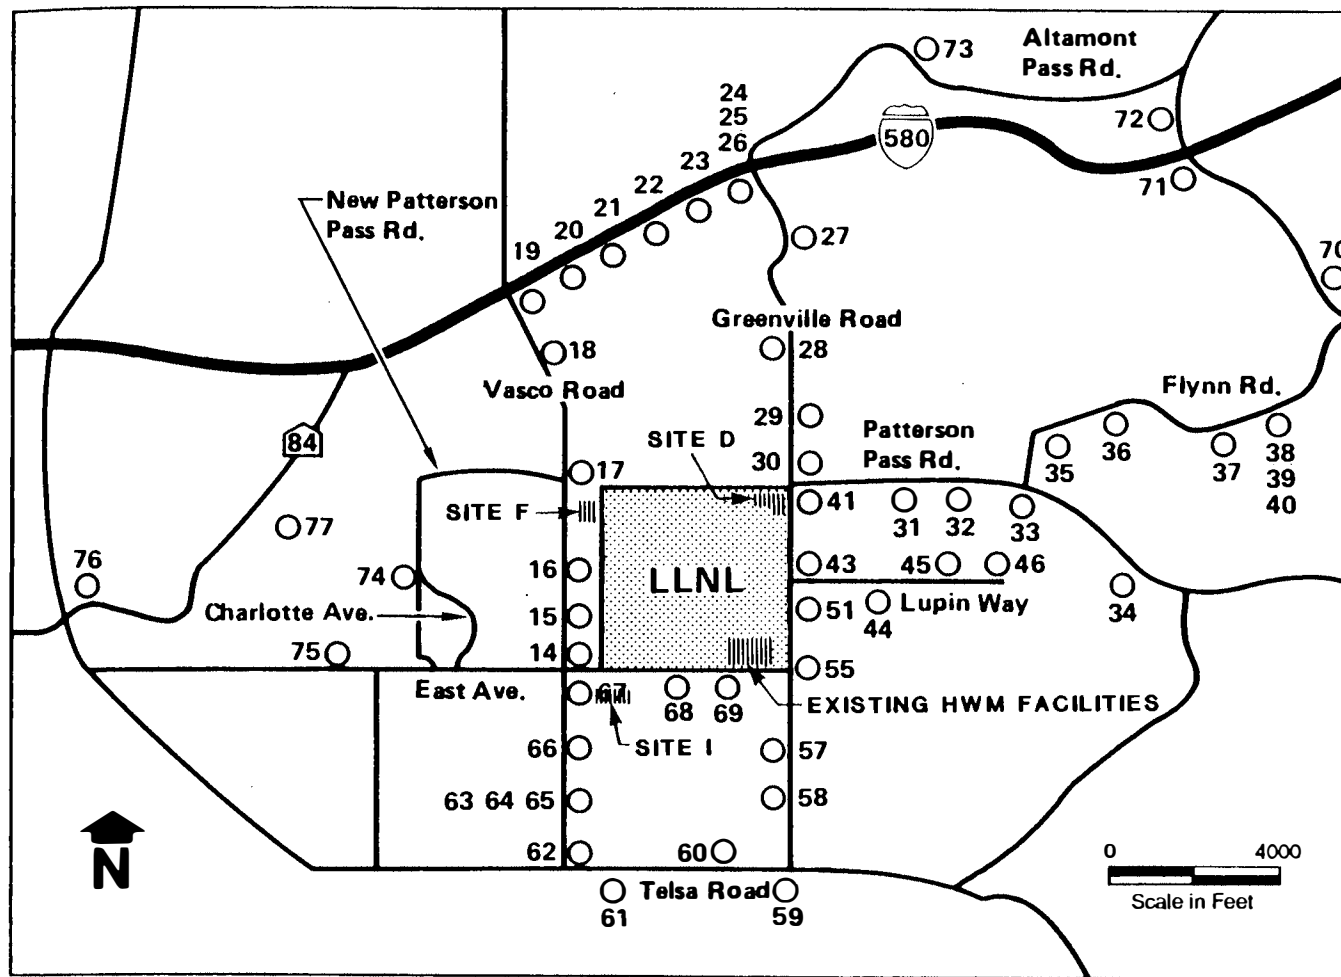 73
Altamont
Pass Rd.
24
25
26
72
580
23
71
22
New Patterson
Pass Rd.
21
20
27
19
70
Greenville Road
18
28
Vasco Road
Flynn Rd.
29
36
SITE D
Patterson
Pass Rd.
84
30
35
37
38
39
40
17
41
31
32
33
SITE F
77
76
74
16
LLNL
43
45
46
34
Charlotte Ave.
15
51
44
Lupin Way
75
14
55
East Ave.
67
68
69
EXISTING HWM FACILITIES
66
SITE I
57
63 64 65
58
N
62
60
0 4000
Scale in Feet
61
Telsa Road
59